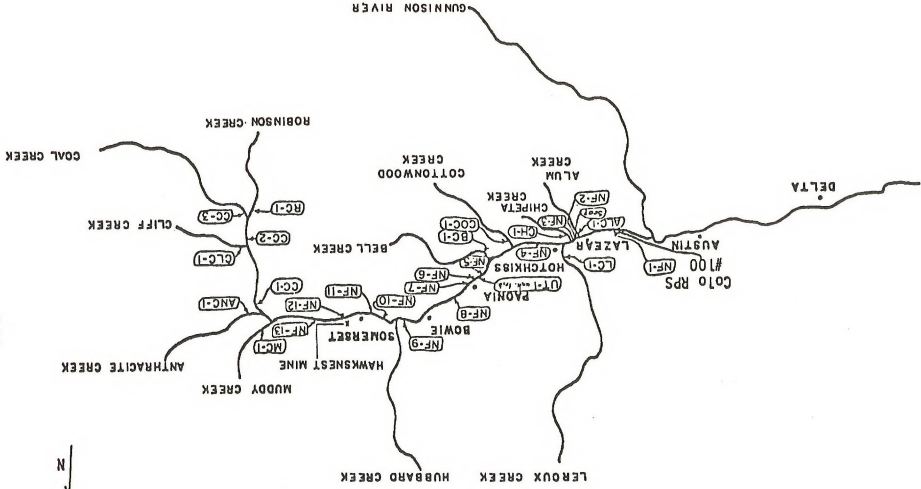 N
HUBBARD CREEK
LEROUX CREEK
MUDDY CREEK
ANTHRACITE CREEK
HAWKSNEST MINE
MC-1
NF-13
SOMERSET
NF-9
BOWIE
NF-8
ANC-1
CC-1
NF-12
NF-11
NF-10
PAONIA
UT-1
NF-7
NF-6
NF-5
HOTCKISS
LC-1
LAZEAR
NF-1
Colo RPS
#100
AUSTIN
CLC-1
CC-2
CLIFF CREEK
BELL CREEK
BC-1
COC-1
NF-4
CH-1
NF-3
ALC-1
NF-2
DELTA
CC-3
RC-1
COAL CREEK
COTTONWOOD
CREEK
CHIPETA
CREEK
ALUM
CREEK
ROBINSON CREEK
GUNNISON RIVER